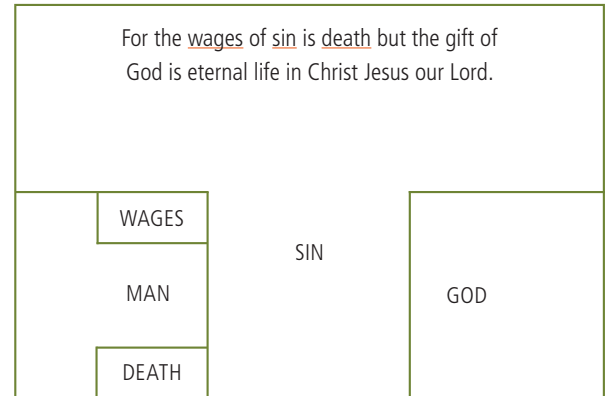 For the wages of sin is death but the gift of
God is eternal life in Christ Jesus our Lord.
WAGES
SIN
MAN
GOD
DEATH